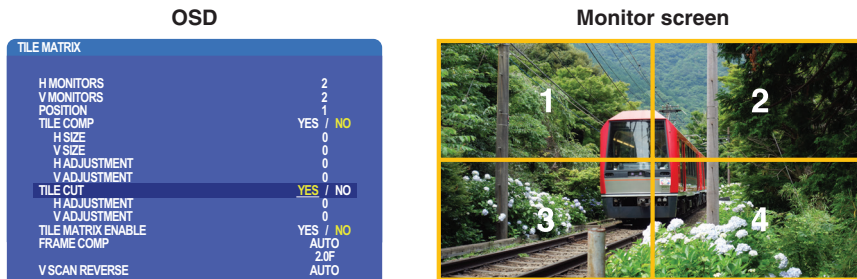 OSD
TILE MATRIX
H MONITORS 2
V MONITORS 2
POSITION 1
TILE COMP YES / NO
H SIZE 0
V SIZE 0
H ADJUSTMENT 0
V ADJUSTMENT 0
TILE CUT YES / NO
H ADJUSTMENT 0
V ADJUSTMENT 0
TILE MATRIX ENABLE YES / NO
FRAME COMP AUTO
2.0F
V SCAN REVERSE AUTO
Monitor screen
1 2
3 4